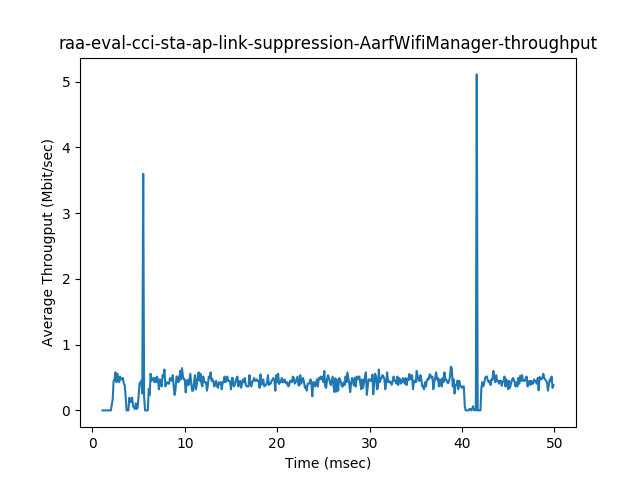 raa-eval-cci-sta-ap-link-suppression-AarfWifiManager-throughput
Average Througput (Mbit/sec)
5
4
3
2
1
0
0 10 20 30 40 50
Time (msec)